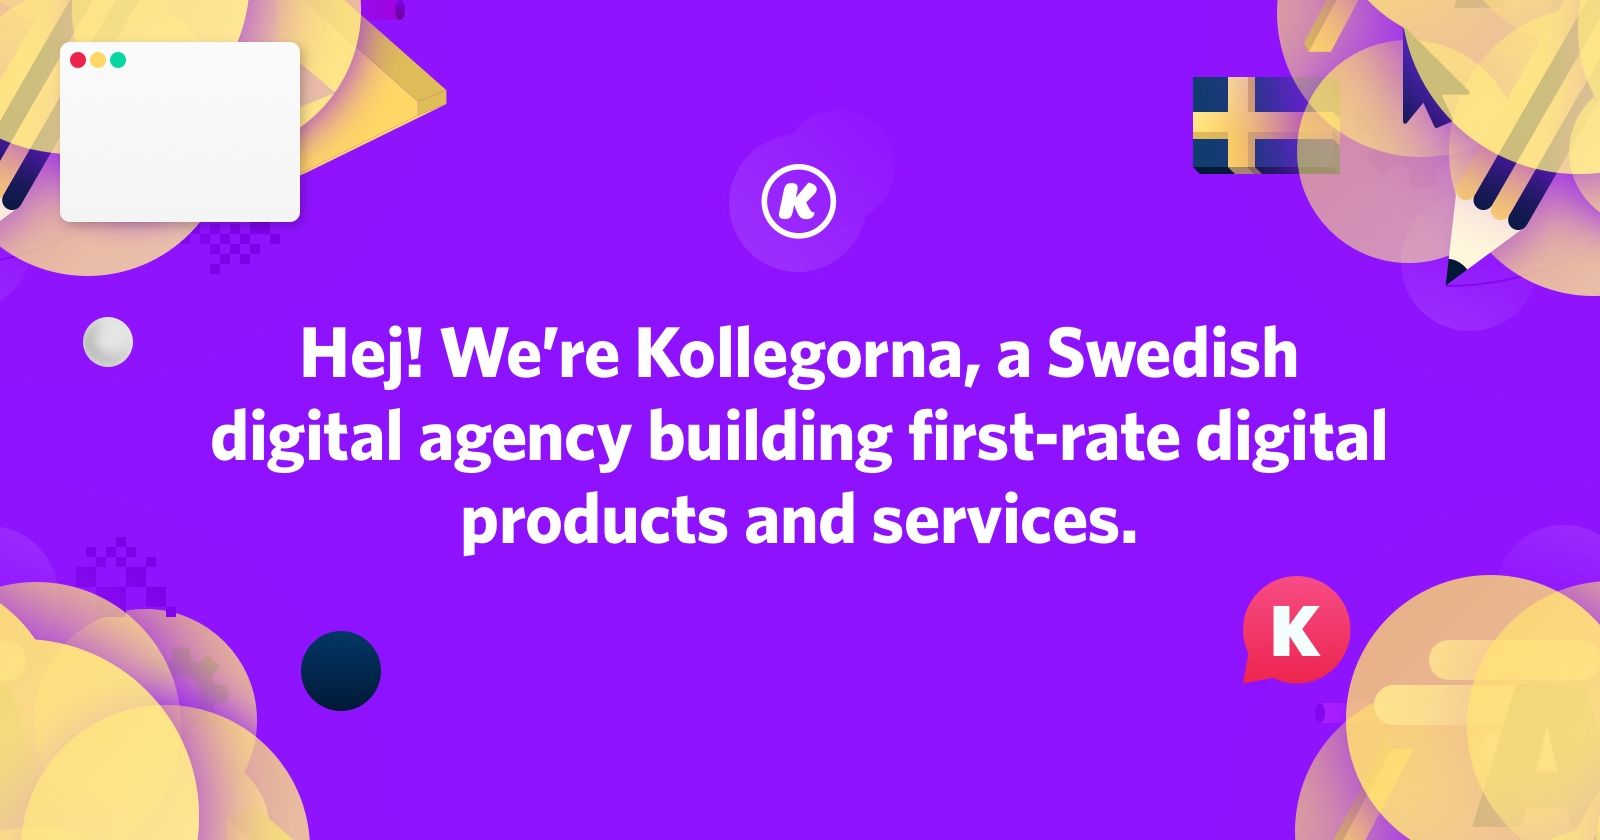 K
Hej! We’re Kollegorna, a Swedish
digital agency building first-rate digital
products and services.
K
A